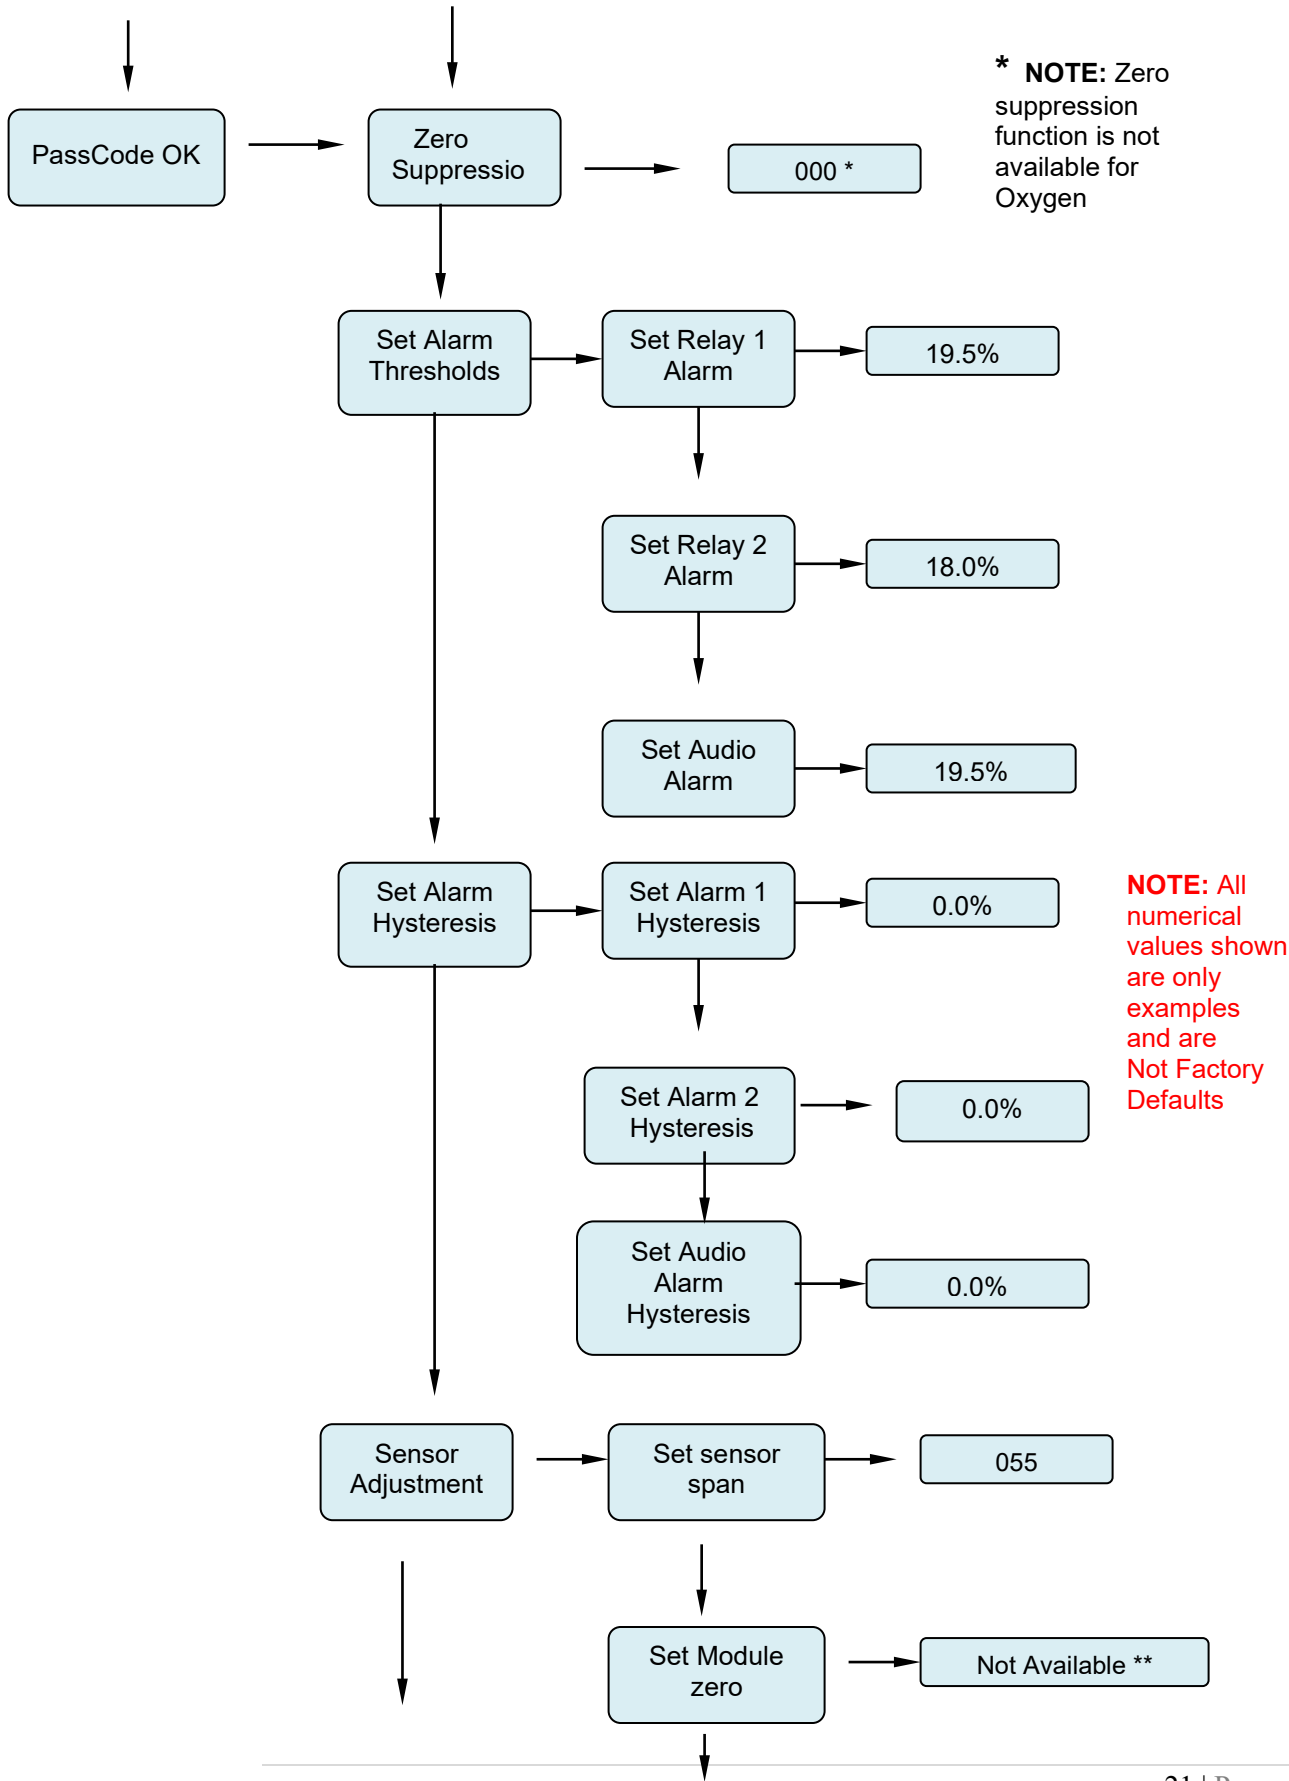 * NOTE: Zero
suppression
function is not
available for
Oxygen
PassCode OK
Zero
Suppressio
000 *
Set Alarm
Thresholds
Set Relay 1
Alarm
19.5%
Set Relay 2
Alarm
18.0%
Set Audio
Alarm
19.5%
Set Alarm
Hysteresis
Set Alarm 1
Hysteresis
0.0%
NOTE: All
numerical
values shown
are only
examples
and are
Not Factory
Defaults
Set Alarm 2
Hysteresis
0.0%
Set Audio
Alarm
Hysteresis
0.0%
Sensor
Adjustment
Set sensor
span
055
Set Module
zero
Not Available **
21 |